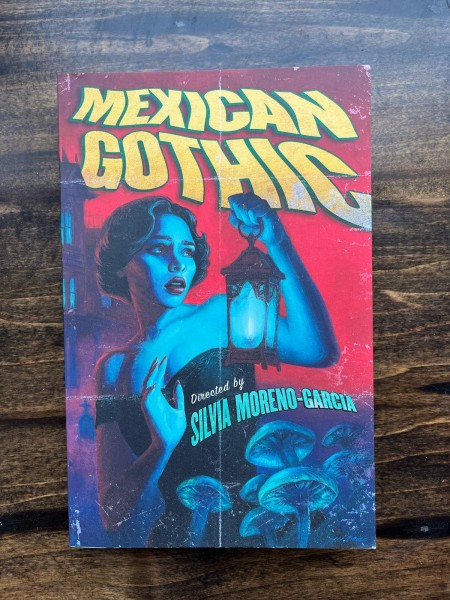 MEXICAN
GOTHIC
Directed by
SILVIA MORENO-GARCIA